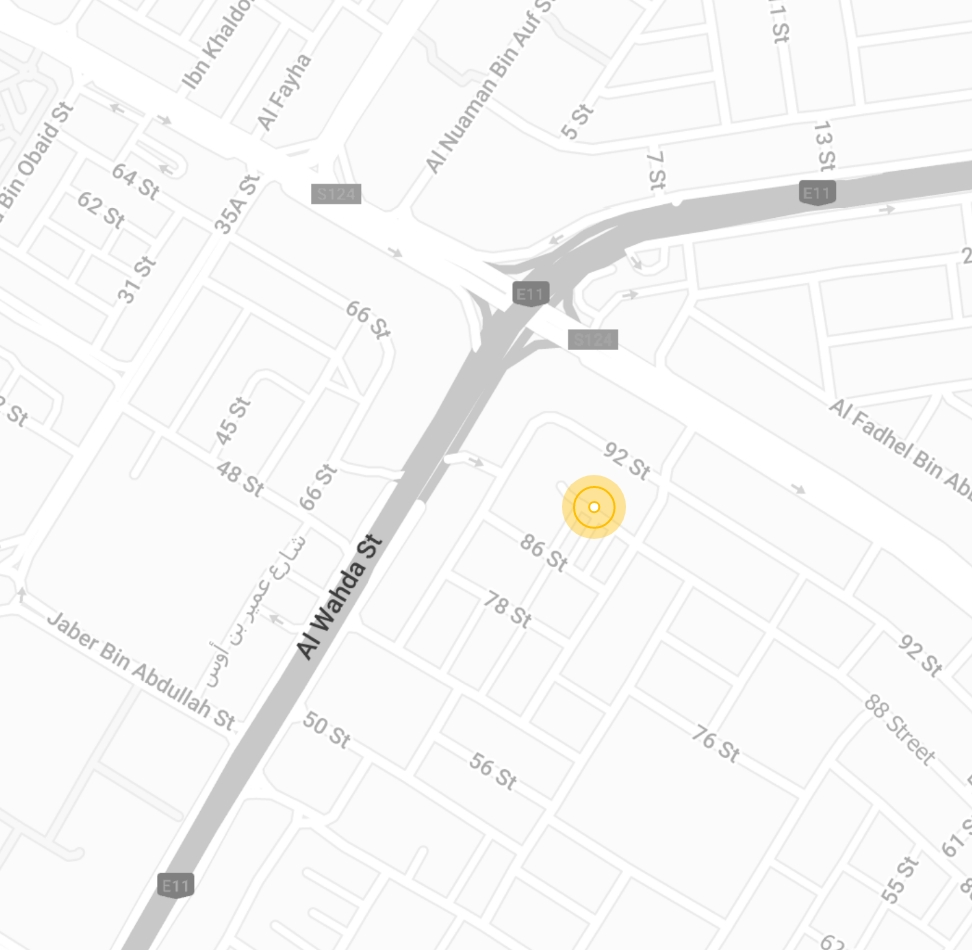 Ibn Khaldo
Al Fayha
Al Nuaman Bin Auf S
11 St
5 St
13 St
7 St
Bin Obaid St
64 St
62 St
35A St
S124
E11
31 St
E11
66 St
S124
2
45 St
48 St
66 St
Al Fadhel Bin Ab
92 St
86 St
78 St
Al Wahda St
شارع عمير بن أوس
Jaber Bin Abdullah St
92 St
88 Street
50 St
76 St
56 St
61 S
55 St
E11